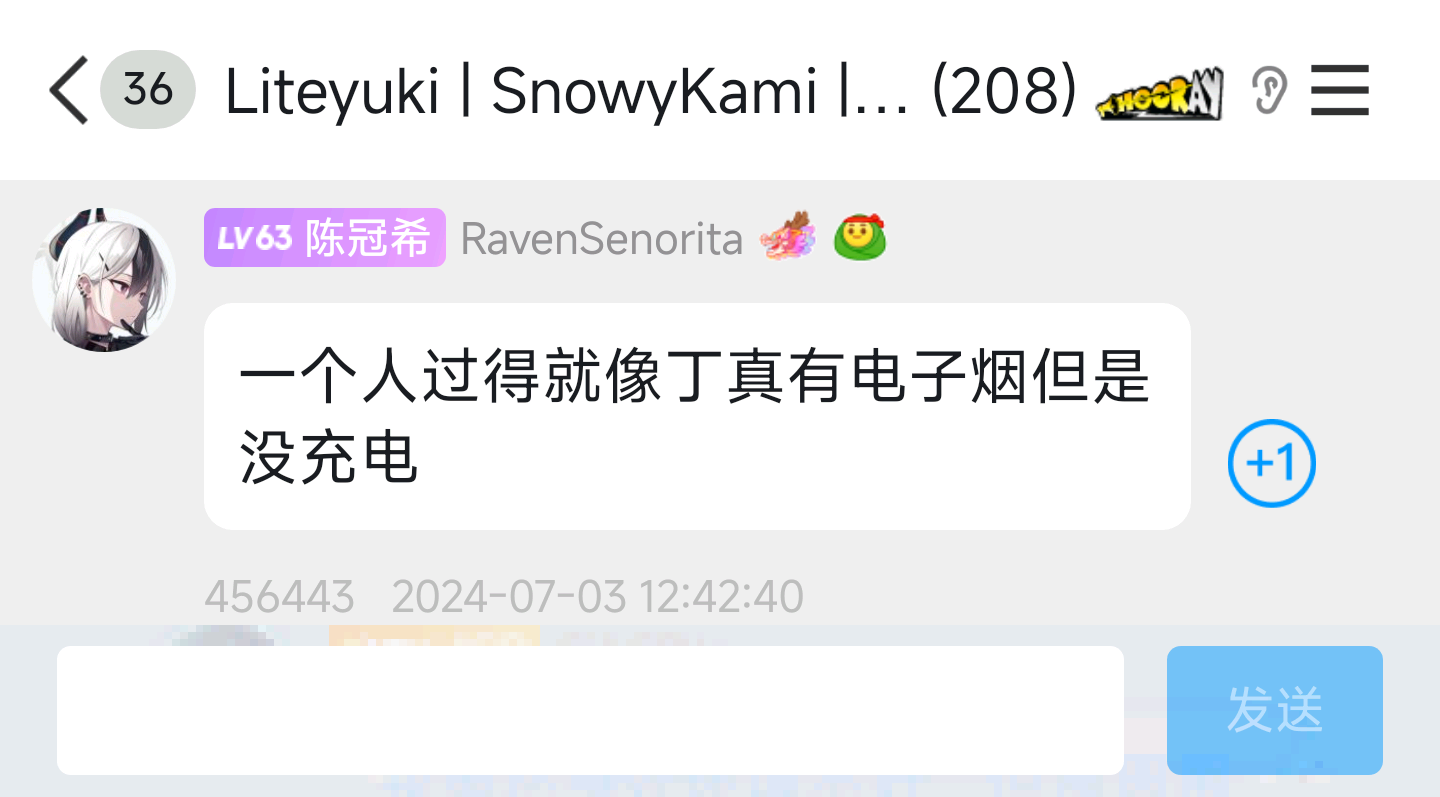 36 Liteyuki | SnowyKami |... (208) HOORAY
LV63 陈冠希 RavenSenorita
一个人过得就像丁真有电子烟但是
没充电
+1
456443 2024-07-03 12:42:40
发送